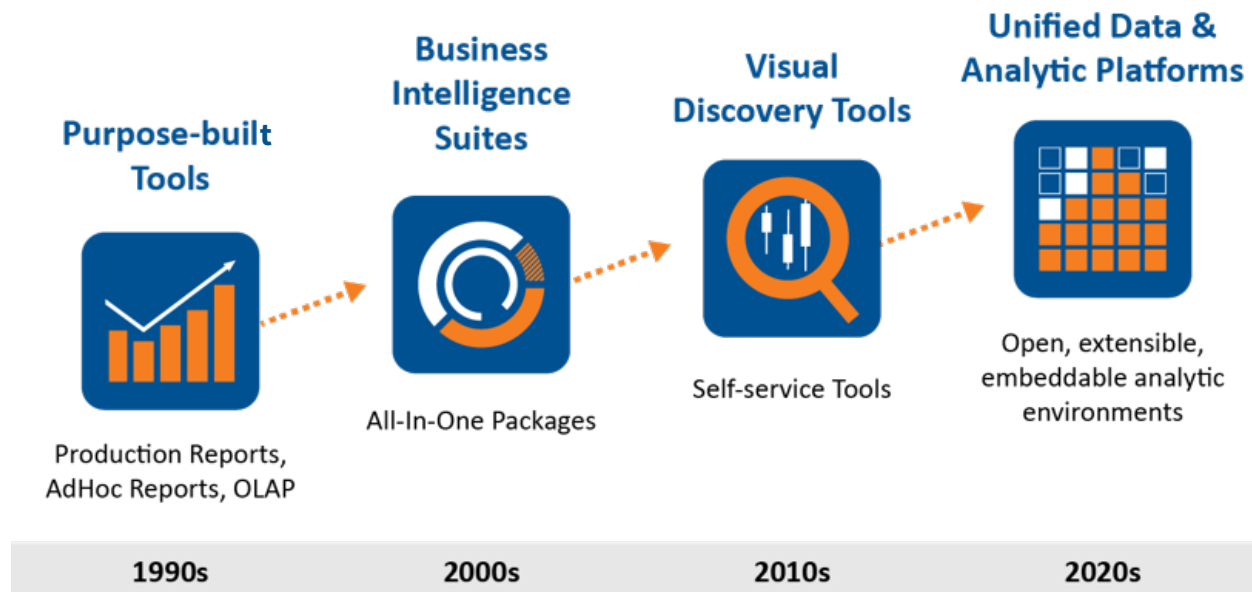 Purpose-built
Tools
Production Reports,
AdHoc Reports, OLAP
1990s
Business
Intelligence
Suites
All-In-One Packages
2000s
Visual
Discovery Tools
Self-service Tools
2010s
Unified Data &
Analytic Platforms
Open, extensible,
embeddable analytic
environments
2020s